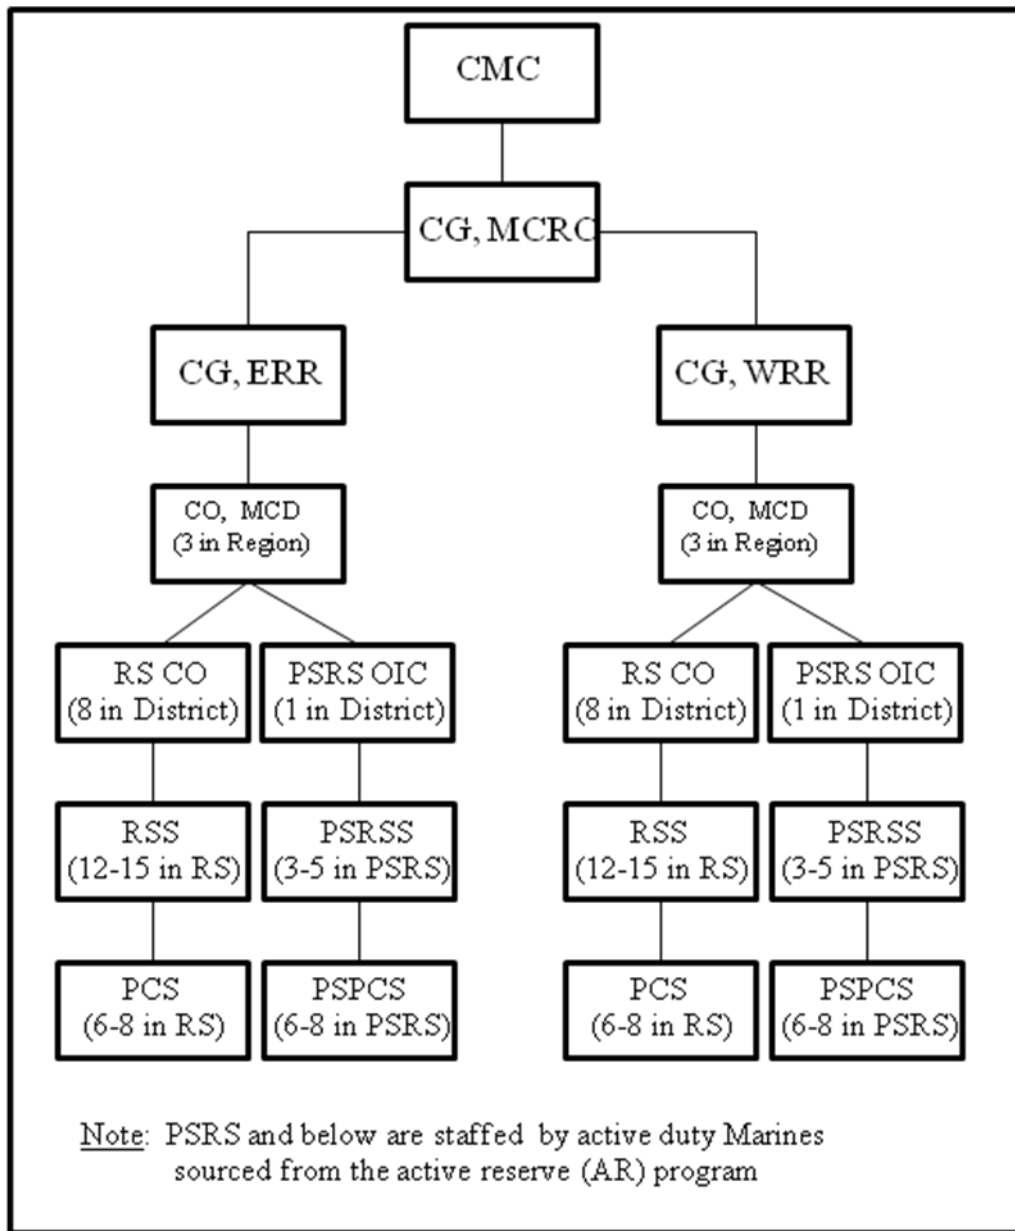 CMC
CG, MCRC
CG, ERR
CG, WRR
CO, MCD
(3 in Region)
CO, MCD
(3 in Region)
RS CO
(8 in District)
PSRS OIC
(1 in District)
RS CO
(8 in District)
PSRS OIC
(1 in District)
RSS
(12-15 in RS)
PSRSS
(3-5 in PSRS)
RSS
(12-15 in RS)
PSRSS
(3-5 in PSRS)
PCS
(6-8 in RS)
PSPCS
(6-8 in PSRS)
PCS
(6-8 in RS)
PSPCS
(6-8 in PSRS)
Note: PSRS and below are staffed by active duty Marines
sourced from the active reserve (AR) program